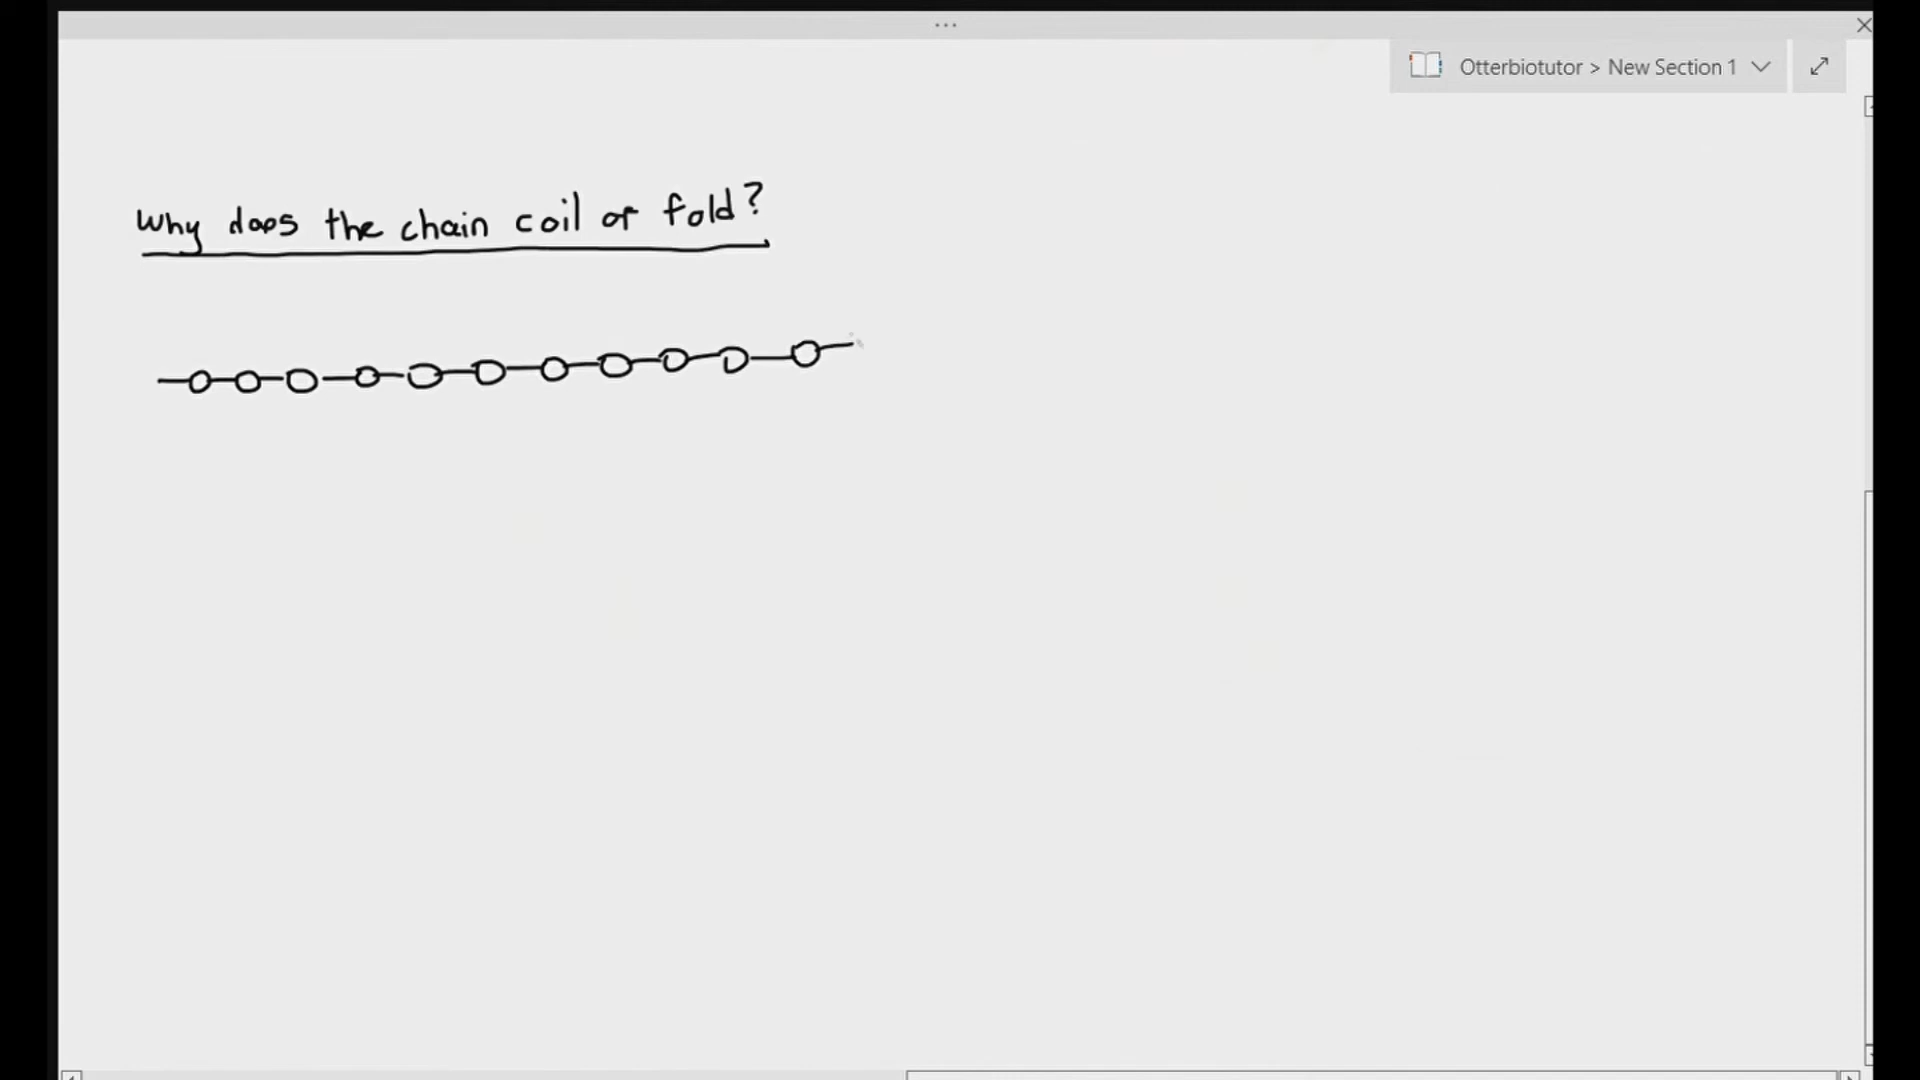 ...
Otterbiotutor > New Section 1
Why does the chain coil or fold?